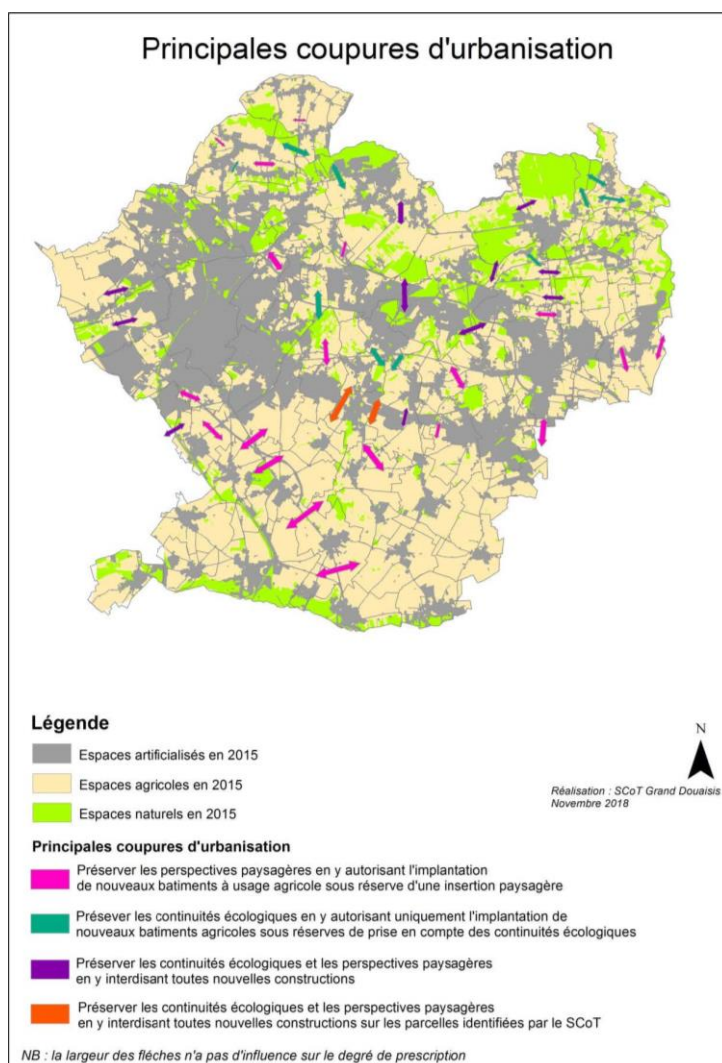 Principales coupures d'urbanisation
Légende
Espaces artificialisés en 2015
Espaces agricoles en 2015
Espaces naturels en 2015
N
Réalisation : SCoT Grand Douaisis
Novembre 2018
Principales coupures d'urbanisation
Préserver les perspectives paysagères en y autorisant l'implantation
de nouveaux batiments à usage agricole sous réserve d'une insertion paysagère
Présever les continuités écologiques en y autorisant uniquement l'implantation de
nouveaux batiments agricoles sous réserves de prise en compte des continuités écologiques
Préserver les continuités écologiques et les perspectives paysagères
en y interdisant toutes nouvelles constructions
Préserver les continuités écologiques et les perspectives paysagères
en y interdisant toutes nouvelles constructions sur les parcelles identifiées par le SCoT
NB : la largeur des fléches n'a pas d'influence sur le degré de prescription